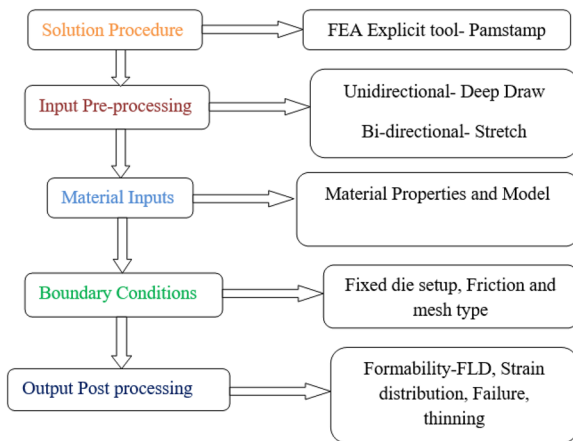 Solution Procedure
FEA Explicit tool- Pamstamp
Input Pre-processing
Unidirectional- Deep Draw
Bi-directional- Stretch
Material Inputs
Material Properties and Model
Boundary Conditions
Fixed die setup, Friction and
mesh type
Output Post processing
Formability-FLD, Strain
distribution, Failure,
thinning